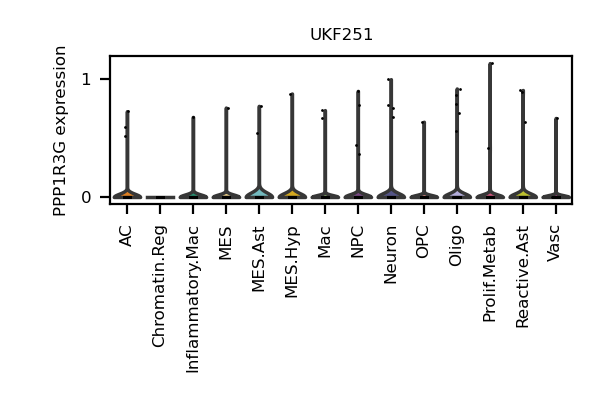 UKF251
PPP1R3G expression
1
0
AC
Chromatin.Reg
Inflammatory.Mac
MES
MES.Ast
MES.Hyp
Mac
NPC
Neuron
OPC
Oligo
Prolif.Metab
Reactive.Ast
Vasc